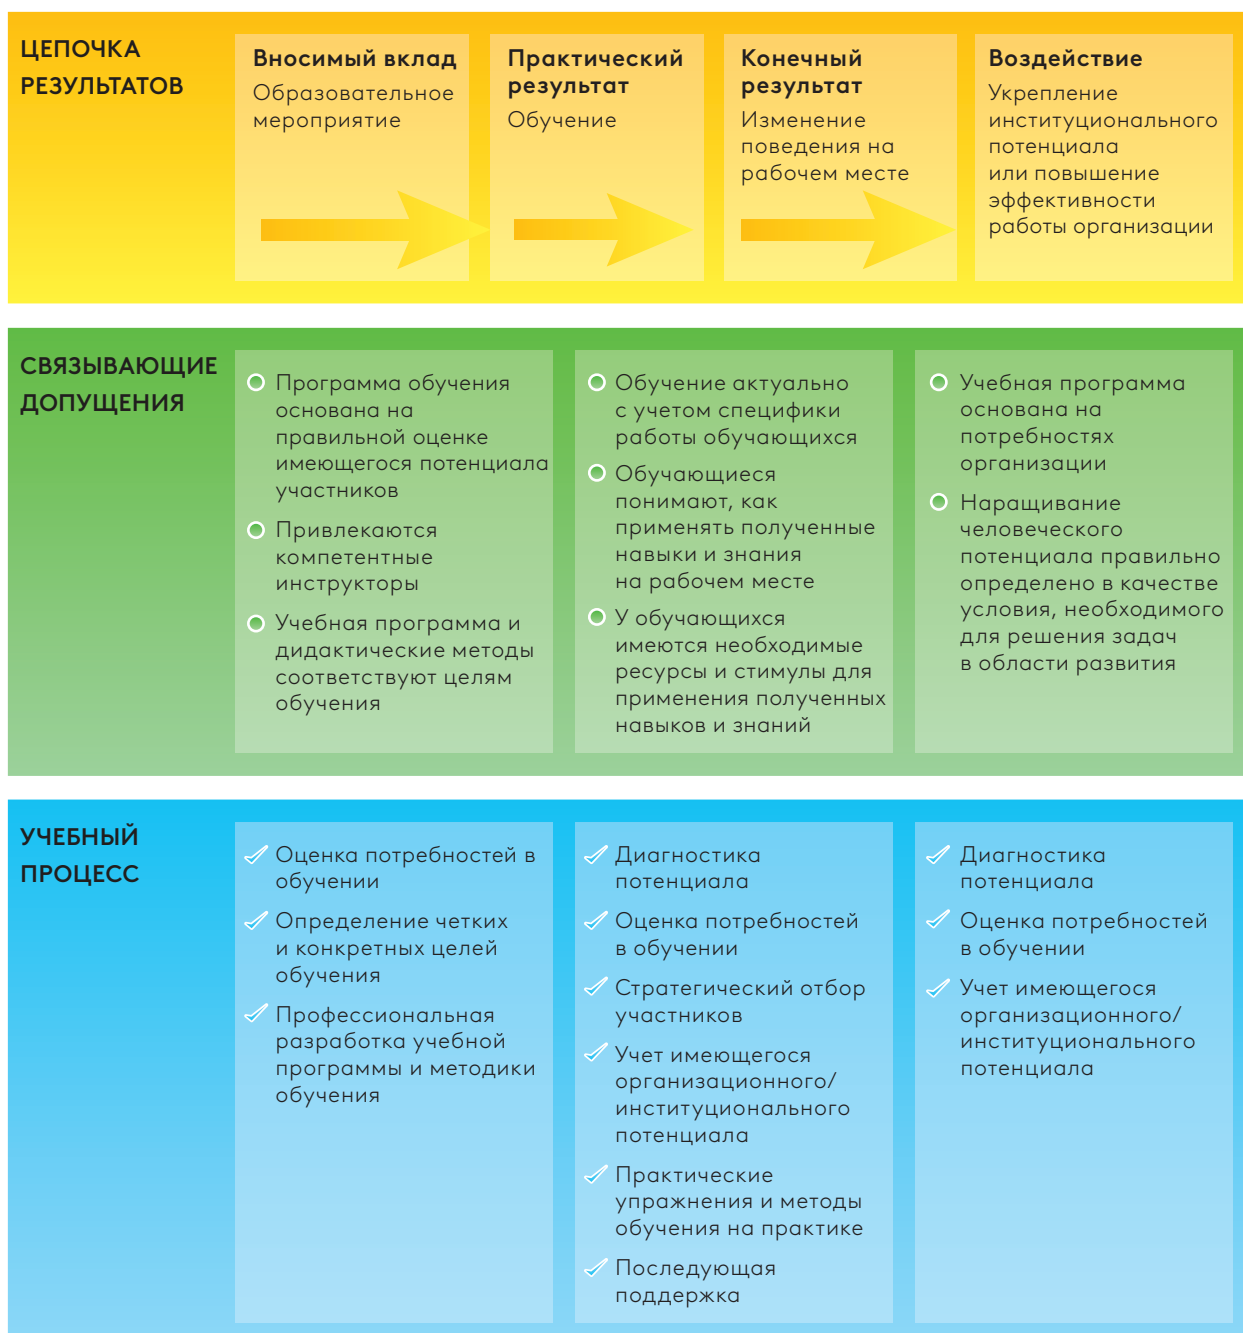 ЦЕПОЧКА
РЕЗУЛЬТАТОВ
Вносимый вклад
Образовательное
мероприятие
Практический
результат
Обучение
Конечный
результат
Изменение
поведения на
рабочем месте
Воздействие
Укрепление
институционального
потенциала
или повышение
эффективности
работы организации
СВЯЗЫВАЮЩИЕ
ДОПУЩЕНИЯ
Программа обучения
основана на
правильной оценке
имеющегося потенциала
участников
Привлекаются
компетентные
инструкторы
Учебная программа и
дидактические методы
соответствуют целям
обучения
Обучение актуально
с учетом специфики
работы обучающихся
Обучающиеся
понимают, как
применять полученные
навыки и знания
на рабочем месте
У обучающихся
имеются необходимые
ресурсы и стимулы для
применения полученных
навыков и знаний
Учебная программа
основана на
потребностях
организации
Наращивание
человеческого
потенциала правильно
определено в качестве
условия, необходимого
для решения задач
в области развития
УЧЕБНЫЙ
ПРОЦЕСС
Оценка потребностей в
обучении
Определение четких
и конкретных целей
обучения
Профессиональная
разработка учебной
программы и методики
обучения
Диагностика
потенциала
Оценка потребностей
в обучении
Стратегический отбор
участников
Учет имеющегося
организационного/
институционального
потенциала
Практические
упражнения и методы
обучения на практике
Последующая
поддержка
Диагностика
потенциала
Оценка потребностей
в обучении
Учет имеющегося
организационного/
институционального
потенциала